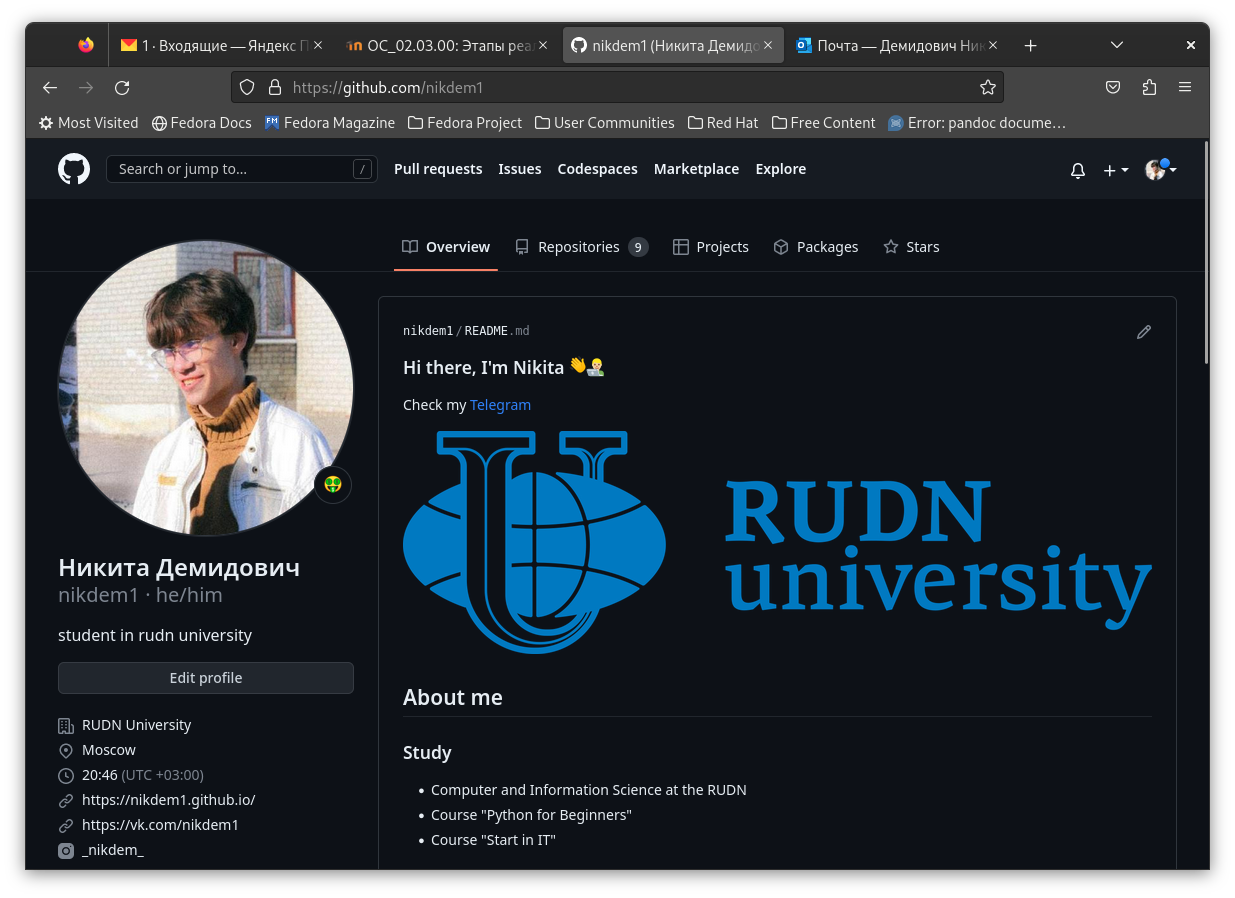 1 · Входящие — Яндекс П
ОС_02.03.00: Этапы реа
nikdem1 (Никита Демидо
Почта — Демидович Ник
https://github.com/nikdem1
Most Visited
Fedora Docs
Fedora Magazine
Fedora Project
User Communities
Red Hat
Free Content
Error: pandoc docume…
Search or jump to…
/
Pull requests
Issues
Codespaces
Marketplace
Explore
Overview
Repositories 9
Projects
Packages
Stars
nikdem1/README.md
Hi there, I'm Nikita 👋👨🏻‍💻
Check my Telegram
RUDN
university
Никита Демидович
nikdem1 · he/him
student in rudn university
Edit profile
RUDN University
Moscow
20:46 (UTC +03:00)
https://nikdem1.github.io/
https://vk.com/nikdem1
_nikdem_
About me
Study
• Computer and Information Science at the RUDN
• Course "Python for Beginners"
• Course "Start in IT"